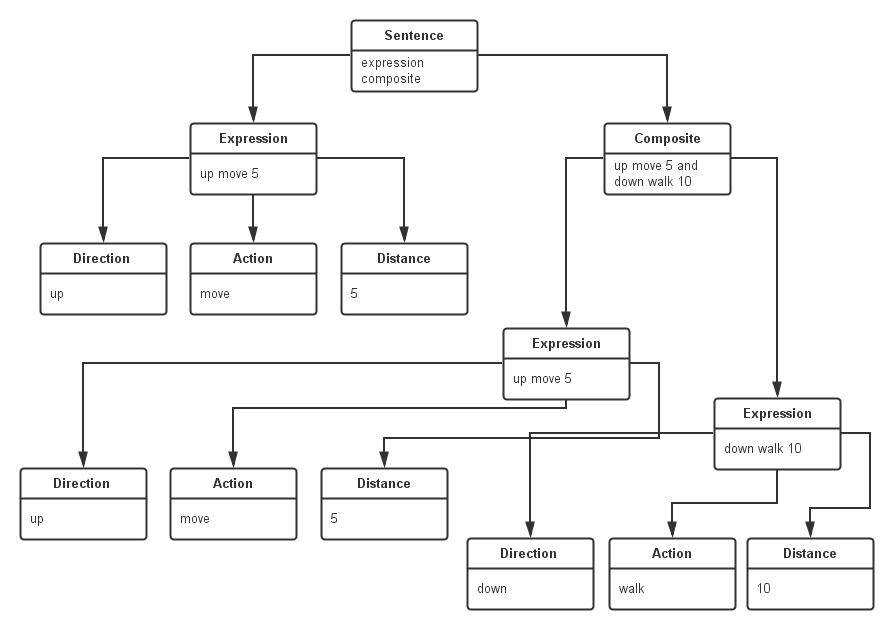 Sentence
expression
composite
Expression
up move 5
Composite
up move 5 and
down walk 10
Direction
up
Action
move
Distance
5
Expression
up move 5
Expression
down walk 10
Direction
up
Action
move
Distance
5
Direction
down
Action
walk
Distance
10